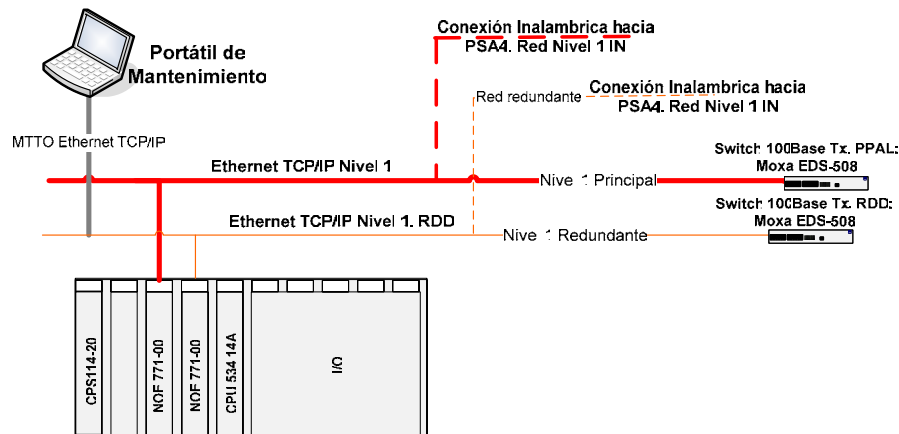 Conexión Inalambrica hacia
PSA4. Red Nivel 1 IN
Portátil de
Mantenimiento
Red redundante
Conexión Inalambrica hacia
PSA4. Red Nivel 1 IN
MTTO Ethernet TCP/IP
Switch 100Base Tx. PPAL:
Moxa EDS-508
Ethernet TCP/IP Nivel 1
Nive 1 Principal
Switch 100Base Tx. RDD:
Moxa EDS-508
Ethernet TCP/IP Nivel 1. RDD
Nive 1 Redundante
CPS114-20
NOF 771-00
NOF 771-00
CPU 534 14A
I/O